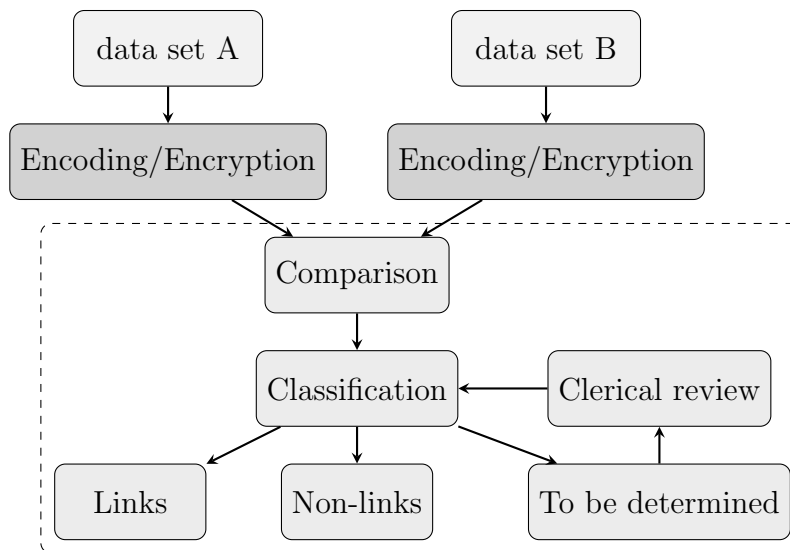 data set A
data set B
Encoding/Encryption
Encoding/Encryption
Comparison
Classification
Clerical review
Links
Non-links
To be determined